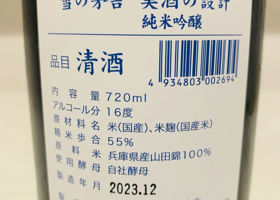 雪の茅舎 美酒の設計
純米吟醸
品目 清酒
4 934803 002694
内容量 720ml
アルコール分 16度
原材料名 米(国産)、米麹(国産米)
精米歩合 55%
原料米 兵庫県産山田錦100%
使用酵母 自社酵母
製造年月 2023.12